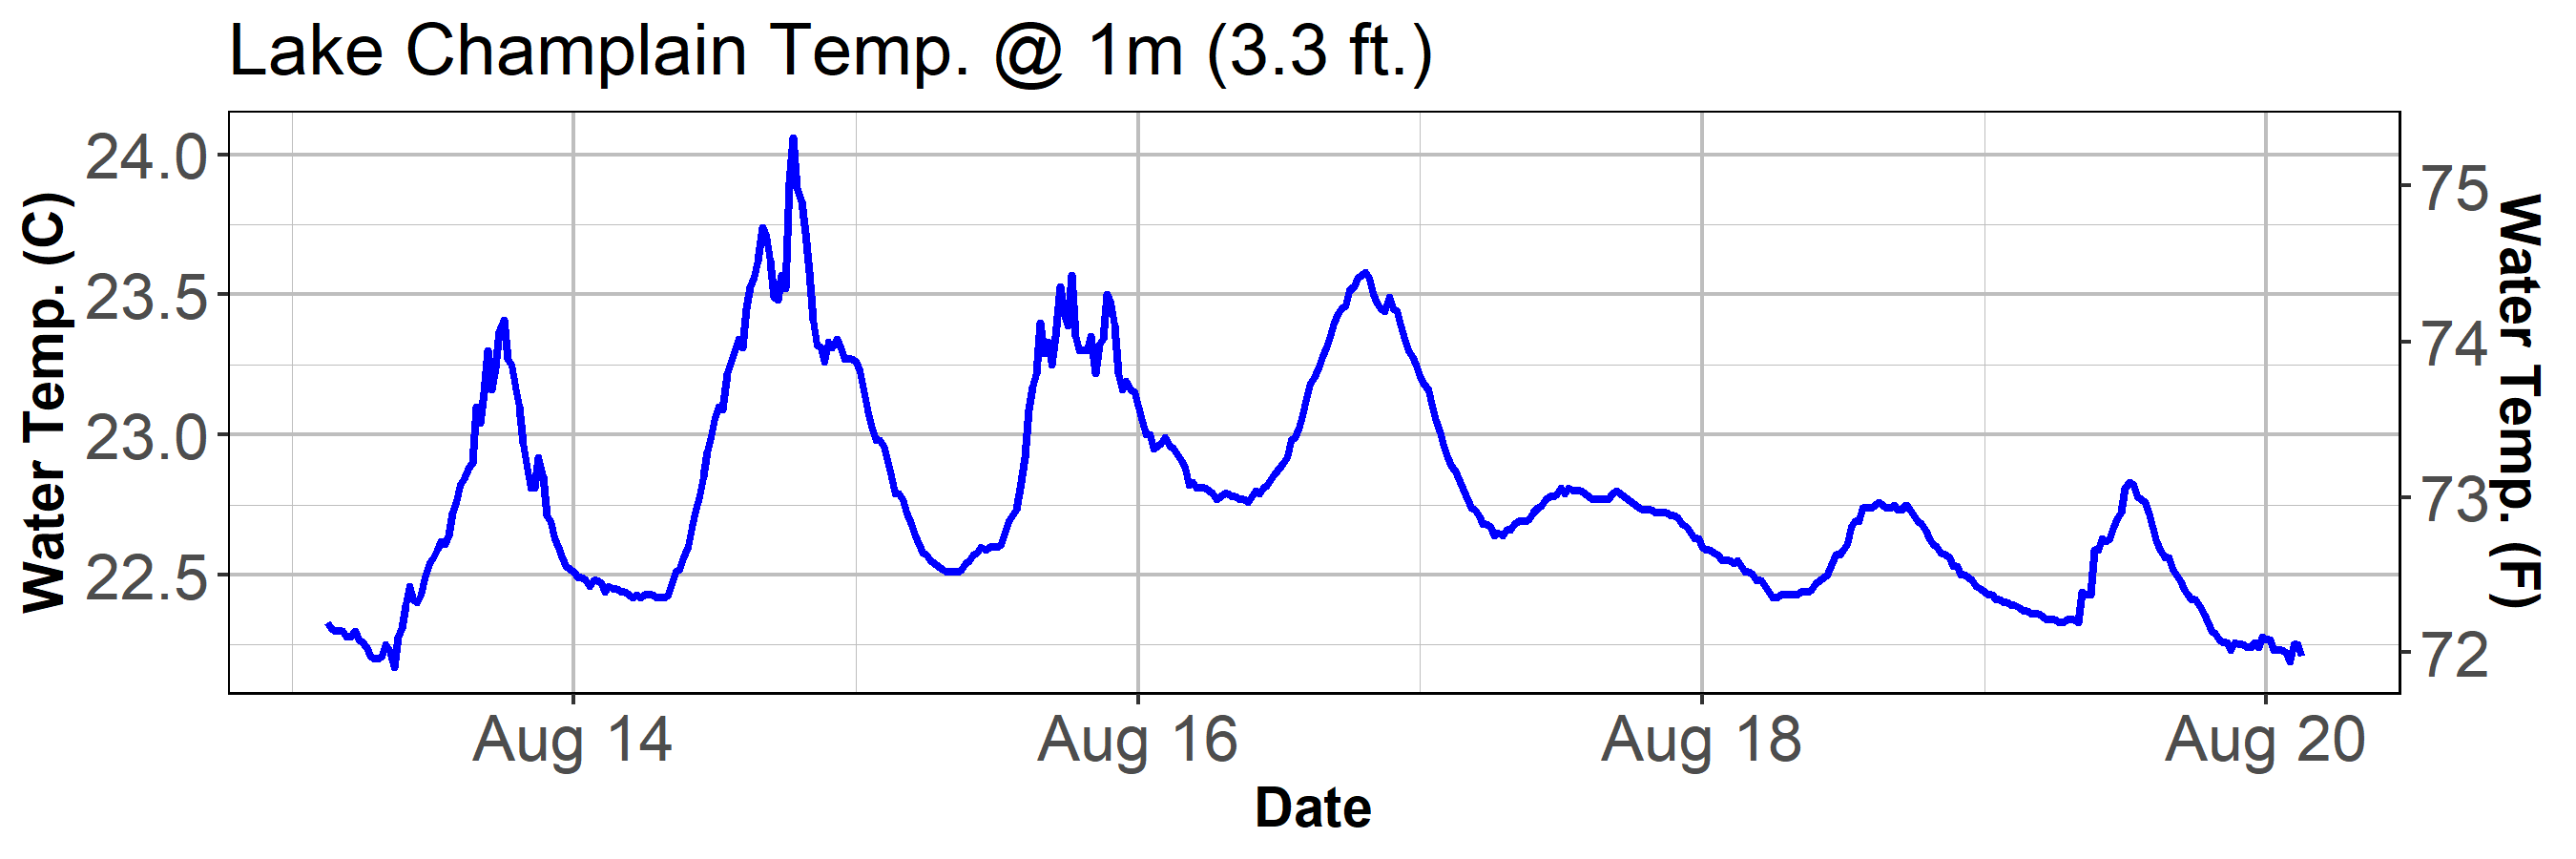 Lake Champlain Temp. @ 1m (3.3 ft.)
Water Temp. (C)
24.0
23.5
23.0
22.5
75
74
73
72
Water Temp. (F)
Aug 14 Aug 16 Aug 18 Aug 20
Date